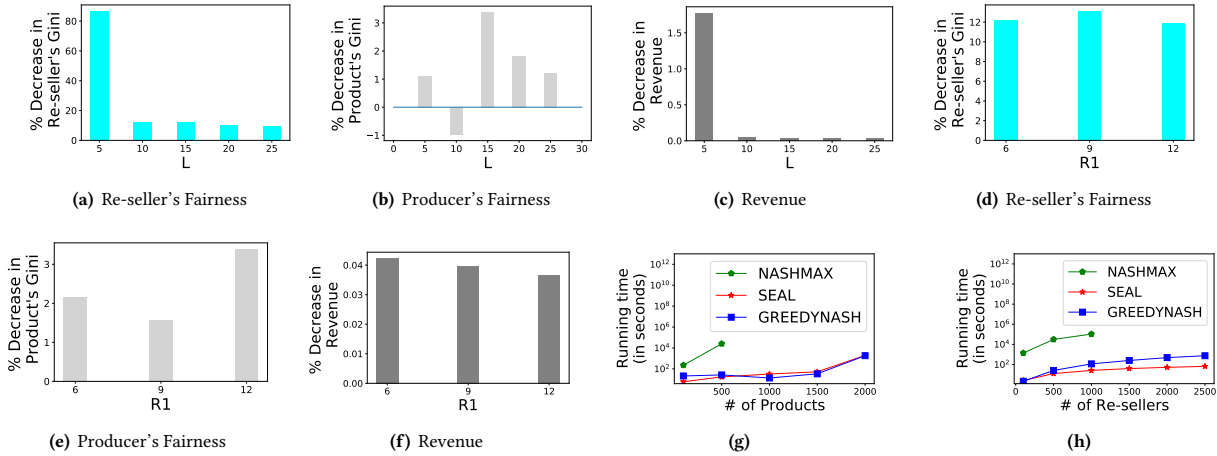 % Decrease in
Re-seller's Gini
80
60
40
20
0
5 10 15 20 25
L
(a) Re-seller's Fairness
% Decrease in
Product's Gini
3
2
1
0
−1
0 5 10 15 20 25 30
L
(b) Producer's Fairness
% Decrease in
Revenue
1.5
1.0
0.5
0.0
5 10 15 20 25
L
(c) Revenue
% Decrease in
Re-seller's Gini
12
10
8
6
4
2
0
6 9 12
R1
(d) Re-seller's Fairness
% Decrease in
Product's Gini
3
2
1
0
6 9 12
R1
(e) Producer's Fairness
% Decrease in
Revenue
0.04
0.03
0.02
0.01
0.00
6 9 12
R1
(f) Revenue
Running time
(in seconds)
10^12
10^10
10^8
10^6
10^4
10^2
NASHMAX
SEAL
GREEDYNASH
500 1000 1500 2000
# of Products
(g)
Running time
(in seconds)
10^12
10^10
10^8
10^6
10^4
10^2
NASHMAX
SEAL
GREEDYNASH
0 500 1000 1500 2000 2500
# of Re-sellers
(h)